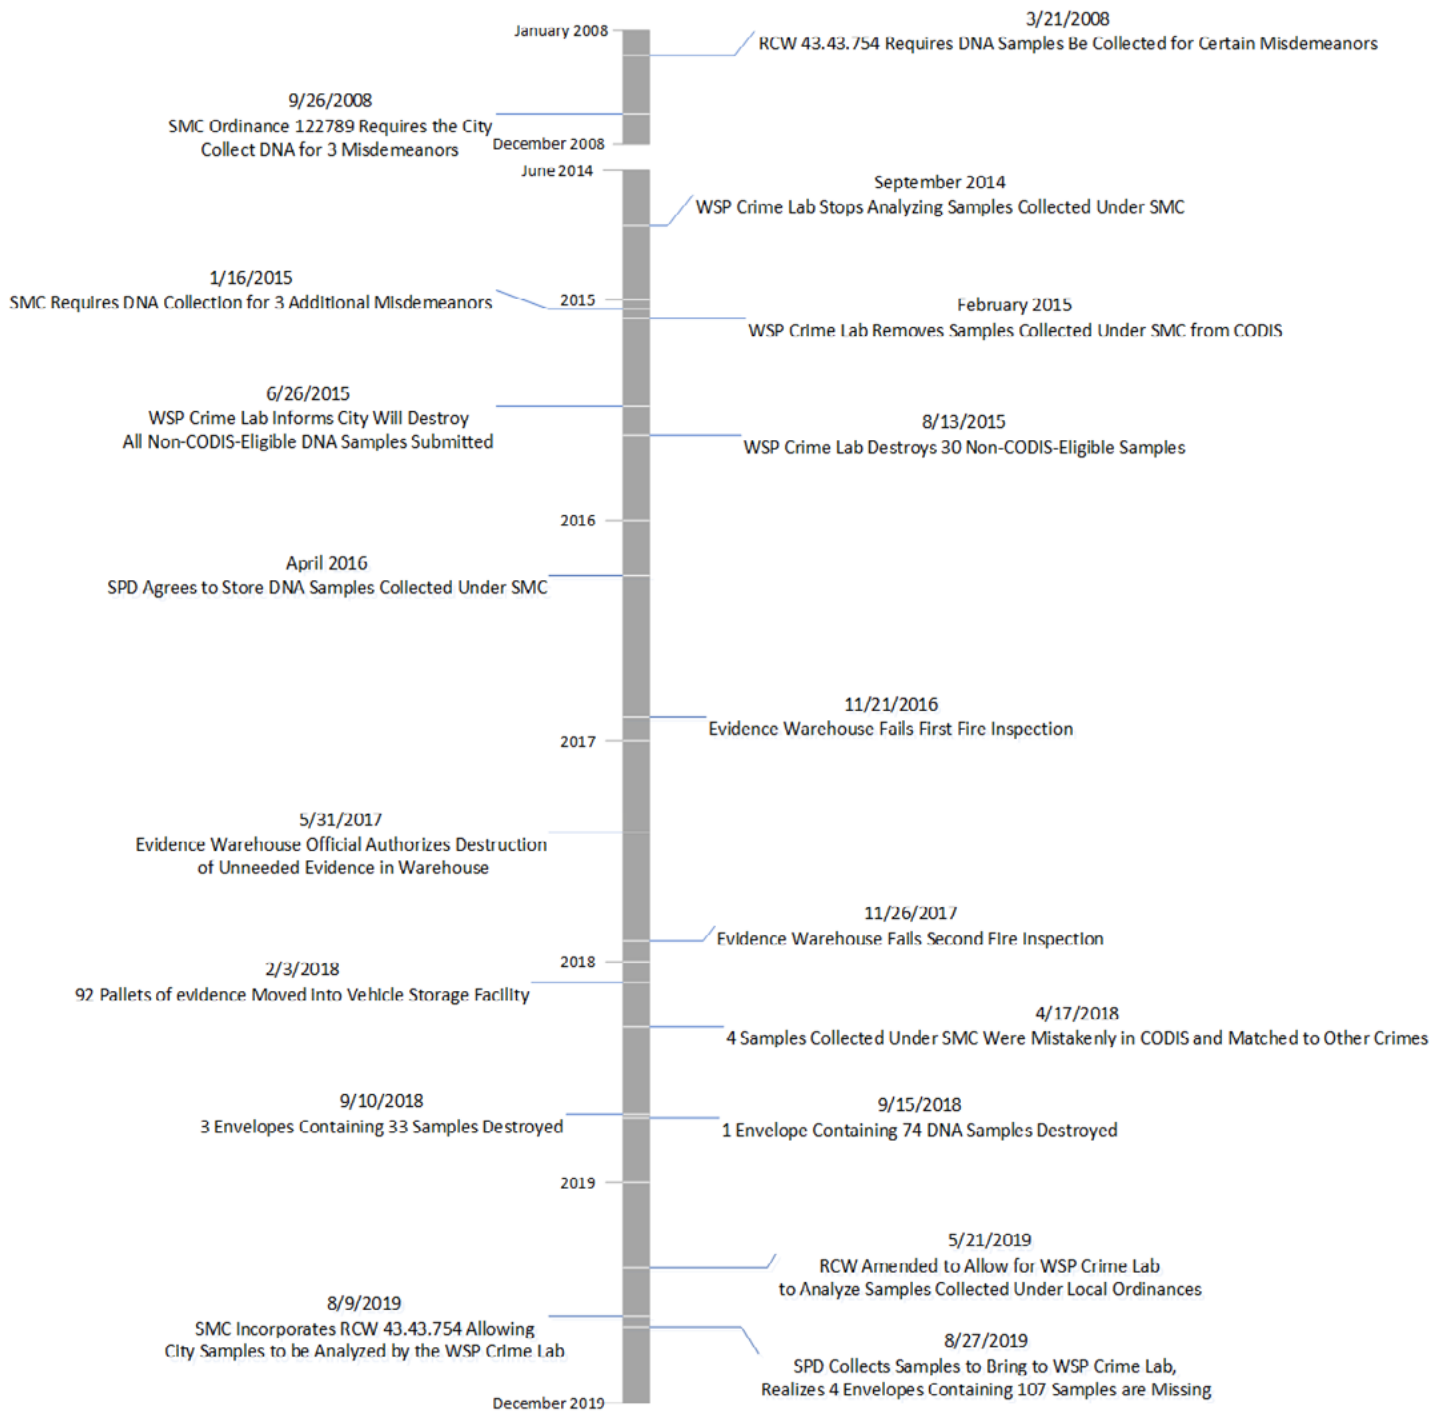 3/21/2008
January 2008
RCW 43.43.754 Requires DNA Samples Be Collected for Certain Misdemeanors
9/26/2008
SMC Ordinance 122789 Requires the City
Collect DNA for 3 Misdemeanors
December 2008
June 2014
September 2014
WSP Crime Lab Stops Analyzing Samples Collected Under SMC
1/16/2015
SMC Requires DNA Collection for 3 Additional Misdemeanors
2015
February 2015
WSP Crime Lab Removes Samples Collected Under SMC from CODIS
6/26/2015
WSP Crime Lab Informs City Will Destroy
All Non-CODIS-Eligible DNA Samples Submitted
8/13/2015
WSP Crime Lab Destroys 30 Non-CODIS-Eligible Samples
2016
April 2016
SPD Agrees to Store DNA Samples Collected Under SMC
11/21/2016
Evidence Warehouse Fails First Fire Inspection
2017
5/31/2017
Evidence Warehouse Official Authorizes Destruction
of Unneeded Evidence in Warehouse
11/26/2017
Evidence Warehouse Fails Second Fire Inspection
2018
2/3/2018
92 Pallets of evidence Moved Into Vehicle Storage Facility
4/17/2018
4 Samples Collected Under SMC Were Mistakenly in CODIS and Matched to Other Crimes
9/10/2018
3 Envelopes Containing 33 Samples Destroyed
9/15/2018
1 Envelope Containing 74 DNA Samples Destroyed
2019
5/21/2019
RCW Amended to Allow for WSP Crime Lab
to Analyze Samples Collected Under Local Ordinances
8/9/2019
SMC Incorporates RCW 43.43.754 Allowing
City Samples to be Analyzed by the WSP Crime Lab
8/27/2019
SPD Collects Samples to Bring to WSP Crime Lab,
Realizes 4 Envelopes Containing 107 Samples are Missing
December 2019